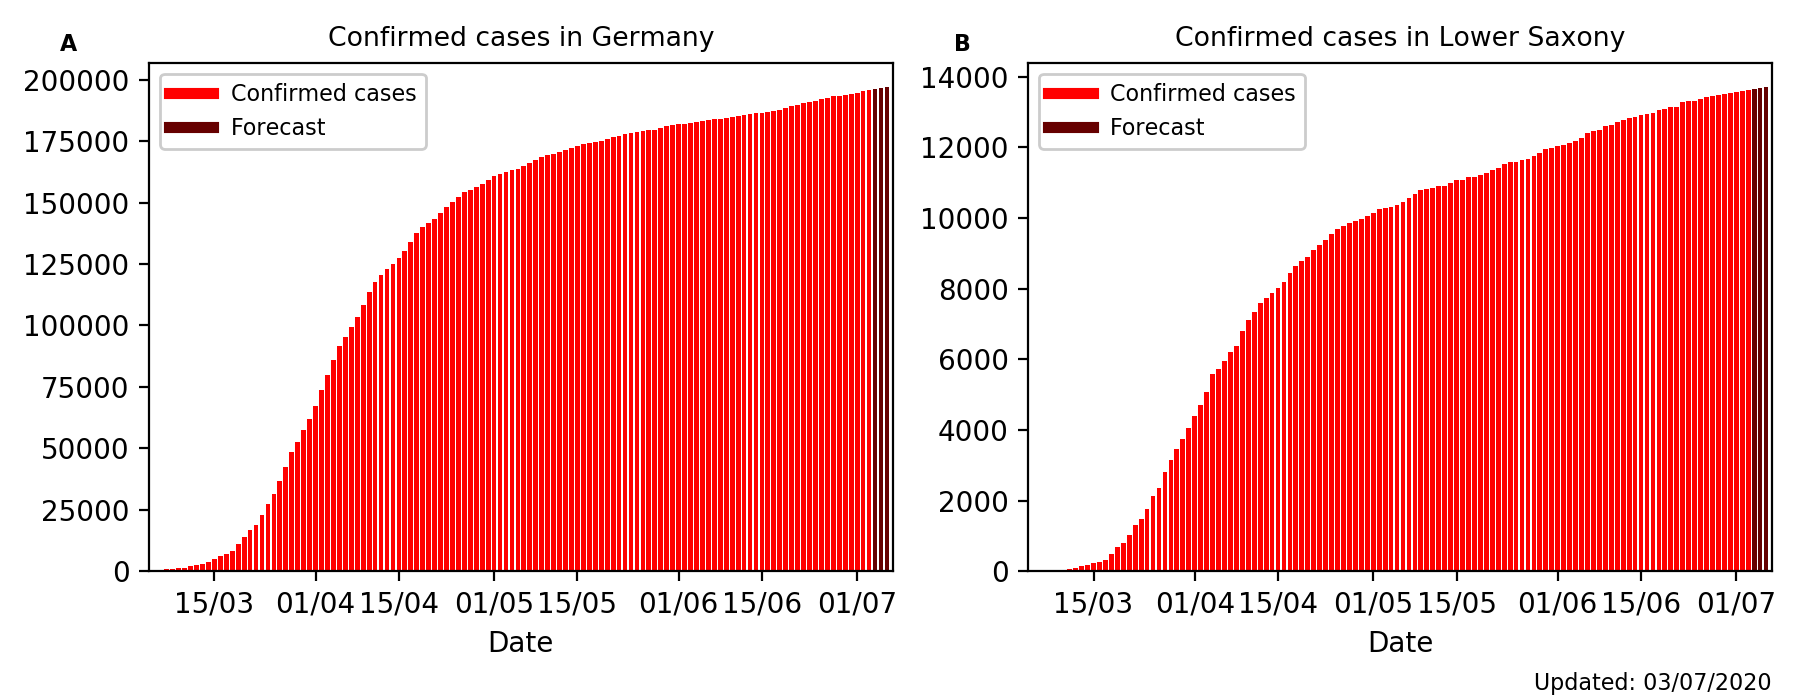 A
Confirmed cases in Germany
200000
175000
150000
125000
100000
75000
50000
25000
0
Confirmed cases
Forecast
15/03 01/04 15/04 01/05 15/05 01/06 15/06 01/07
Date
B
Confirmed cases in Lower Saxony
14000
12000
10000
8000
6000
4000
2000
0
Confirmed cases
Forecast
15/03 01/04 15/04 01/05 15/05 01/06 15/06 01/07
Date
Updated: 03/07/2020